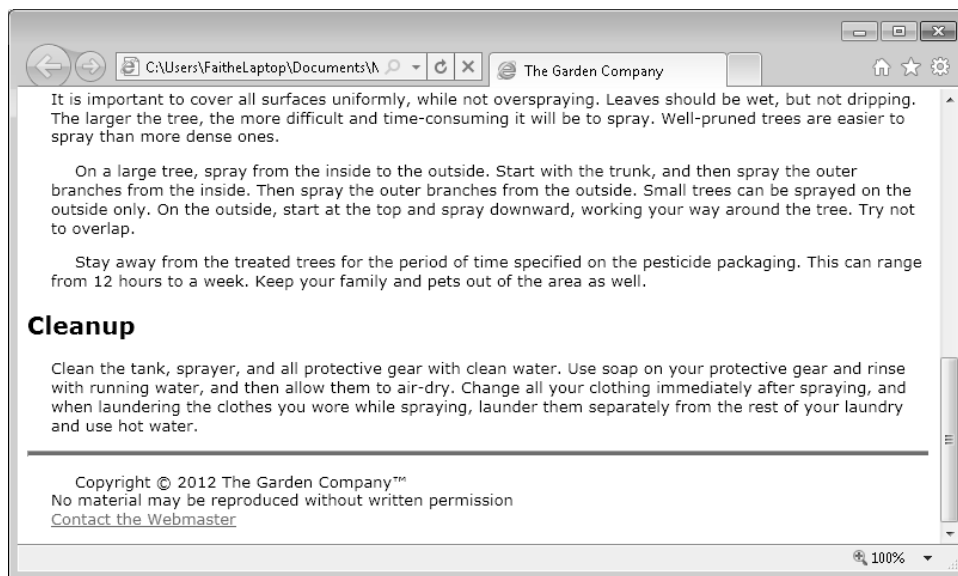 C:\Users\FaitheLaptop\Documents\
The Garden Company
It is important to cover all surfaces uniformly, while not overspraying. Leaves should be wet, but not dripping.
The larger the tree, the more difficult and time-consuming it will be to spray. Well-pruned trees are easier to
spray than more dense ones.
On a large tree, spray from the inside to the outside. Start with the trunk, and then spray the outer
branches from the inside. Then spray the outer branches from the outside. Small trees can be sprayed on the
outside only. On the outside, start at the top and spray downward, working your way around the tree. Try not
to overlap.
Stay away from the treated trees for the period of time specified on the pesticide packaging. This can range
from 12 hours to a week. Keep your family and pets out of the area as well.
Cleanup
Clean the tank, sprayer, and all protective gear with clean water. Use soap on your protective gear and rinse
with running water, and then allow them to air-dry. Change all your clothing immediately after spraying, and
when laundering the clothes you wore while spraying, launder them separately from the rest of your laundry
and use hot water.
Copyright © 2012 The Garden Company™
No material may be reproduced without written permission
Contact the Webmaster
100%